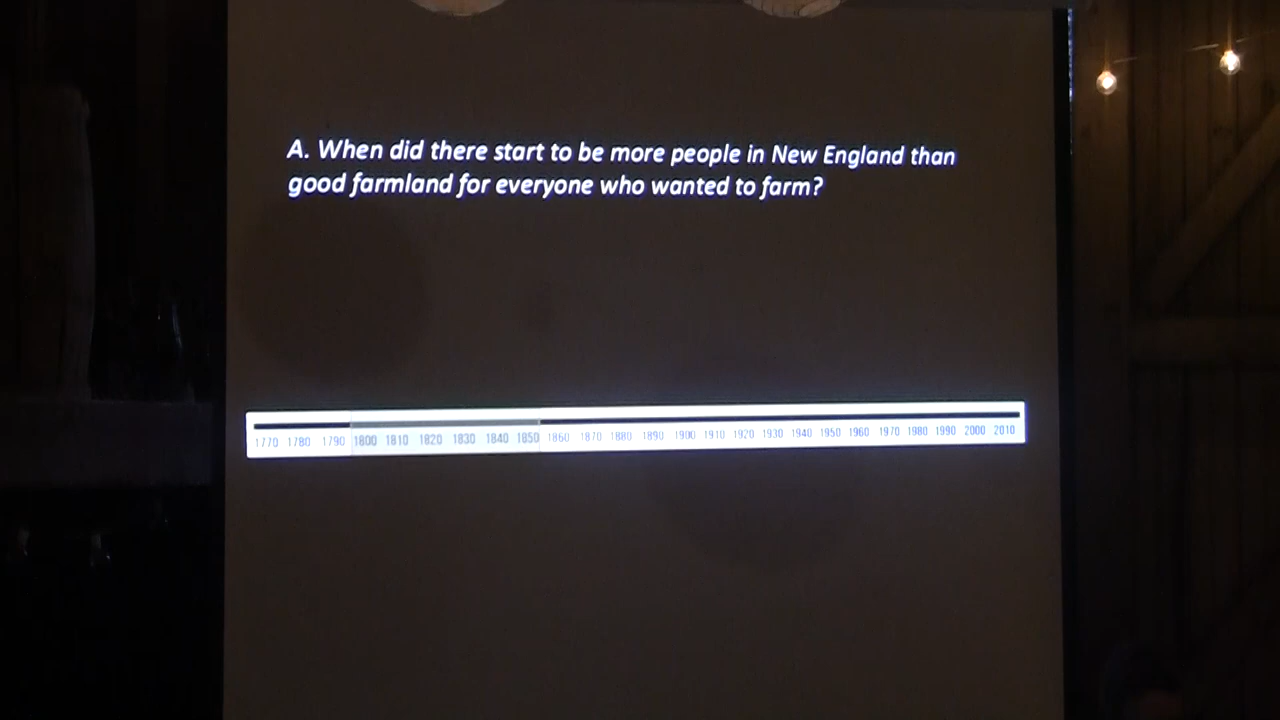 A. When did there start to be more people in New England than
good farmland for everyone who wanted to farm?
1770 1780 1790 1800 1810 1820 1830 1840 1850 1860 1870 1880 1890 1900 1910 1920 1930 1940 1950 1960 1970 1980 1990 2000 2010